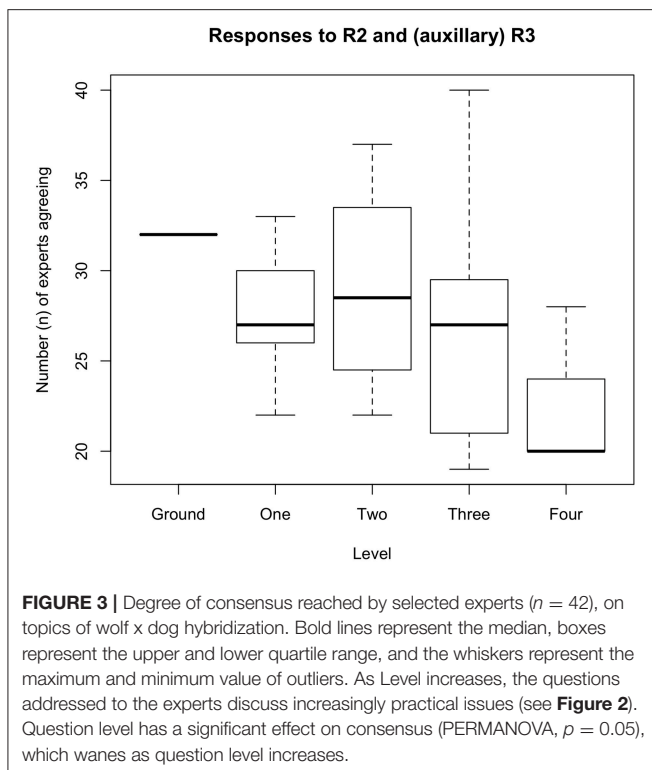 Responses to R2 and (auxillary) R3
Number (n) of experts agreeing
40
35
30
25
20
Ground One Two Three Four
Level
FIGURE 3 | Degree of consensus reached by selected experts (n = 42), on
topics of wolf x dog hybridization. Bold lines represent the median, boxes
represent the upper and lower quartile range, and the whiskers represent the
maximum and minimum value of outliers. As Level increases, the questions
addressed to the experts discuss increasingly practical issues (see Figure 2).
Question level has a significant effect on consensus (PERMANOVA, p = 0.05),
which wanes as question level increases.